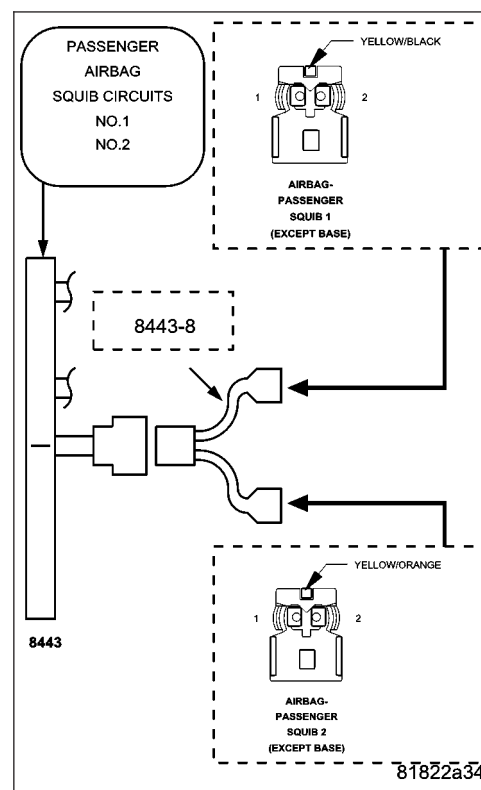 PASSENGER
AIRBAG
SQUIB CIRCUITS
NO.1
NO.2
YELLOW/BLACK
1 2
AIRBAG-
PASSENGER
SQUIB 1
(EXCEPT BASE)
8443-8
8443
YELLOW/ORANGE
1 2
AIRBAG-
PASSENGER
SQUIB 2
(EXCEPT BASE)
81822a34